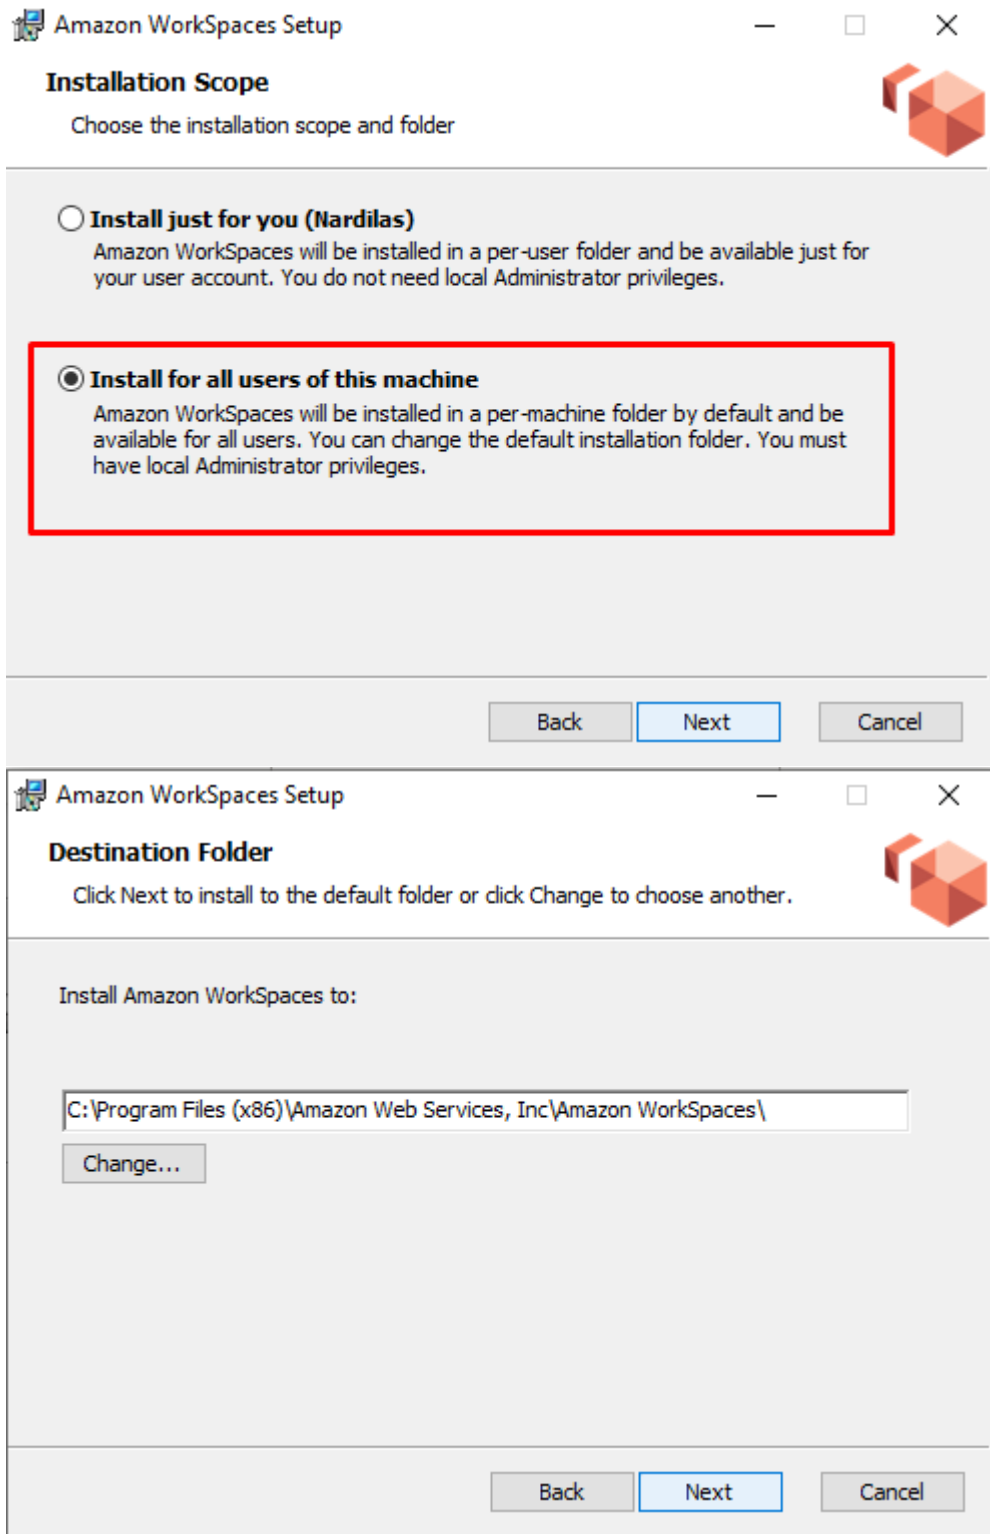 Amazon WorkSpaces Setup
Installation Scope
Choose the installation scope and folder
Install just for you (Nardilas)
Amazon WorkSpaces will be installed in a per-user folder and be available just for
your user account. You do not need local Administrator privileges.
Install for all users of this machine
Amazon WorkSpaces will be installed in a per-machine folder by default and be
available for all users. You can change the default installation folder. You must
have local Administrator privileges.
Back Next Cancel
Amazon WorkSpaces Setup
Destination Folder
Click Next to install to the default folder or click Change to choose another.
Install Amazon WorkSpaces to:
C:\Program Files (x86)\Amazon Web Services, Inc\Amazon WorkSpaces\
Change...
Back Next Cancel